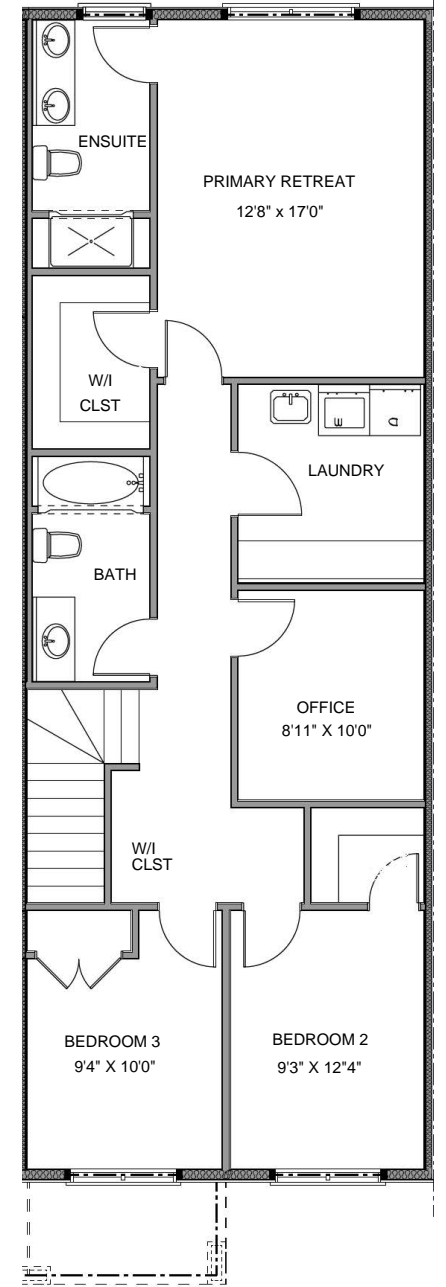 ENSUITE
PRIMARY RETREAT
12'8" x 17'0"
W/I
CLST
W
D
LAUNDRY
BATH
OFFICE
8'11" X 10'0"
W/I
CLST
BEDROOM 3
9'4" X 10'0"
BEDROOM 2
9'3" X 12'4"